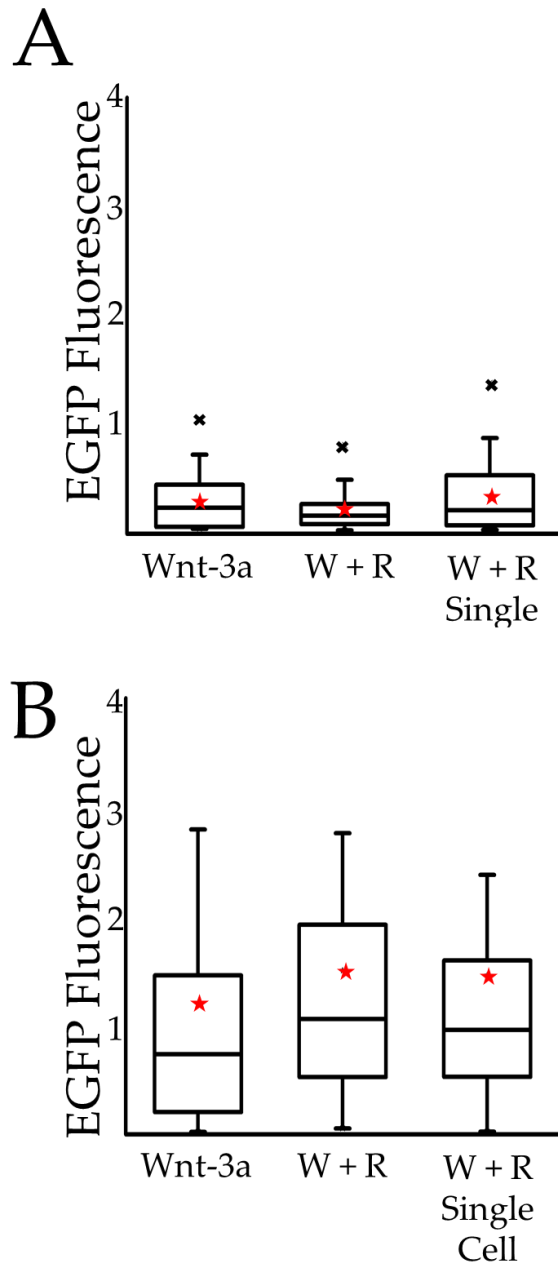 A
EGFP Fluorescence
4
3
2
1
Wnt-3a
W + R
W + R
Single
B
EGFP Fluorescence
4
3
2
1
Wnt-3a
W + R
W + R
Single
Cell